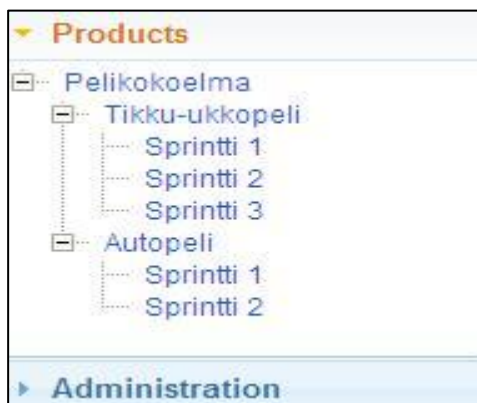 Products
Pelikokoelma
Tikku-ukkopeli
Sprintti 1
Sprintti 2
Sprintti 3
Autopeli
Sprintti 1
Sprintti 2
Administration